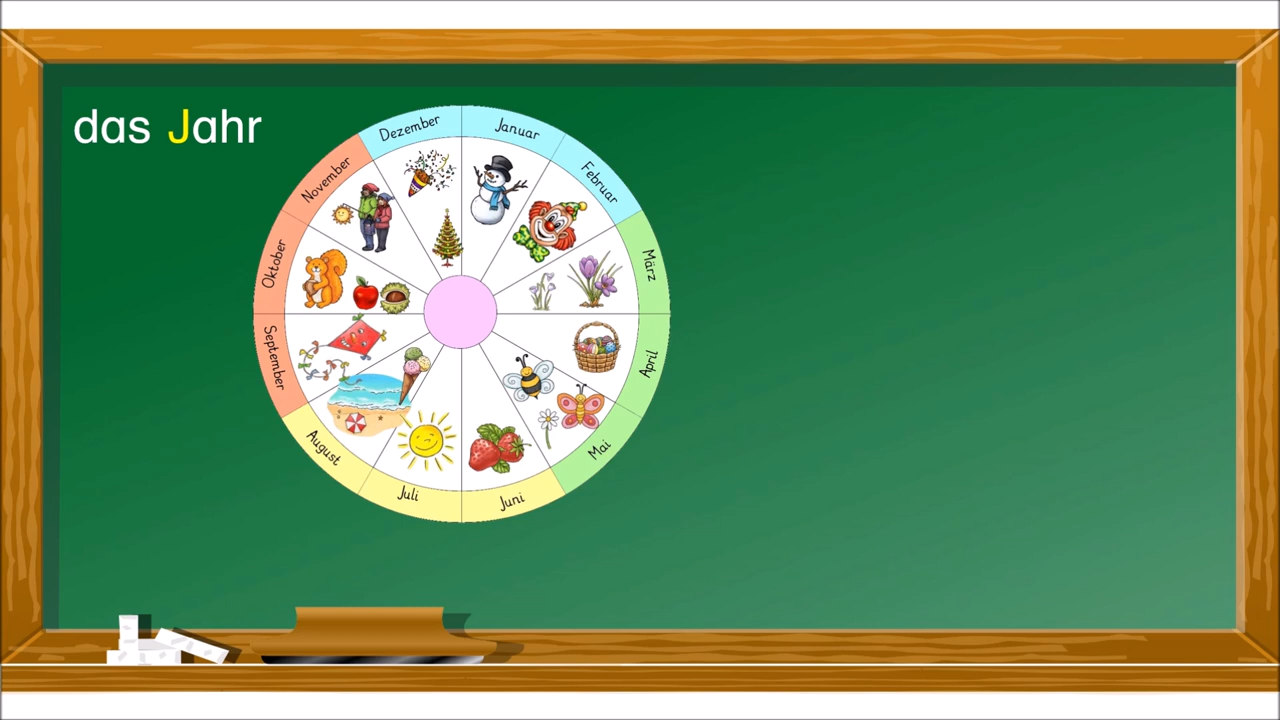 das Jahr
Januar
Februar
März
April
Mai
Juni
Juli
August
September
Oktober
November
Dezember